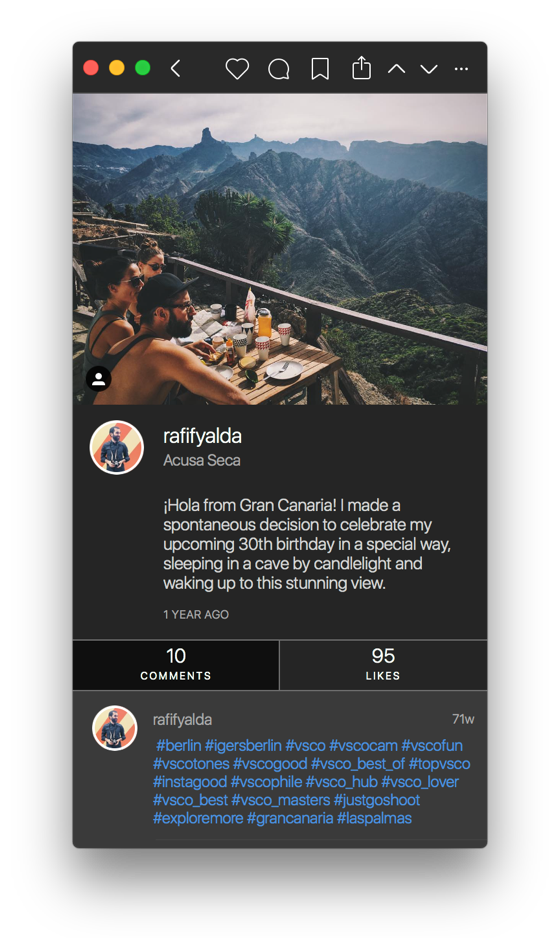 rafifyalda
Acusa Seca
¡Hola from Gran Canaria! I made a
spontaneous decision to celebrate my
upcoming 30th birthday in a special way,
sleeping in a cave by candlelight and
waking up to this stunning view.
1 YEAR AGO
10
COMMENTS
95
LIKES
rafifyalda
71w
#berlin #igersberlin #vsco #vscocam #vscofun
#vscotones #vscogood #vsco_best_of #topvsco
#instagood #vscophile #vsco_hub #vsco_lover
#vsco_best #vsco_masters #justgoshoot
#exploremore #grancanaria #laspalmas